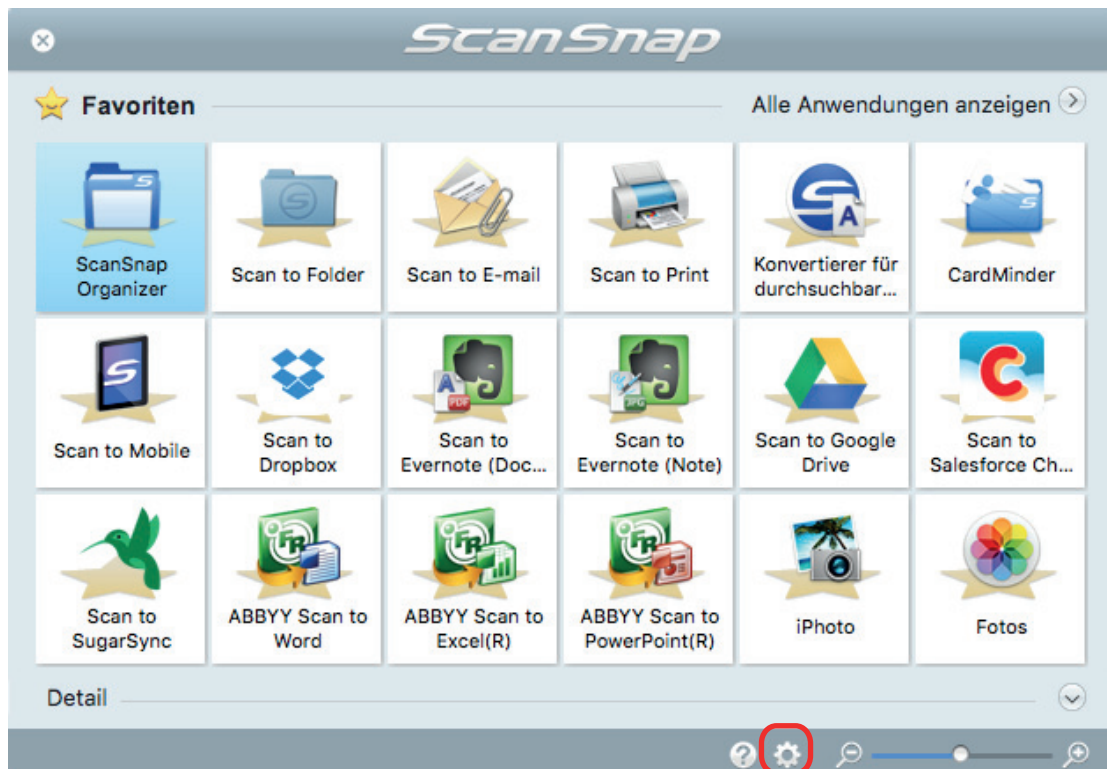 ScanSnap
Favoriten
Alle Anwendungen anzeigen
ScanSnap
Organizer
Scan to Folder
Scan to E-mail
Scan to Print
Konvertierer für
durchsuchbar...
CardMinder
Scan to Mobile
Scan to
Dropbox
Scan to
Evernote (Doc...
Scan to
Evernote (Note)
Scan to Google
Drive
Scan to
Salesforce Ch...
Scan to
SugarSync
ABBYY Scan to
Word
ABBYY Scan to
Excel(R)
ABBYY Scan to
PowerPoint(R)
iPhoto
Fotos
Detail